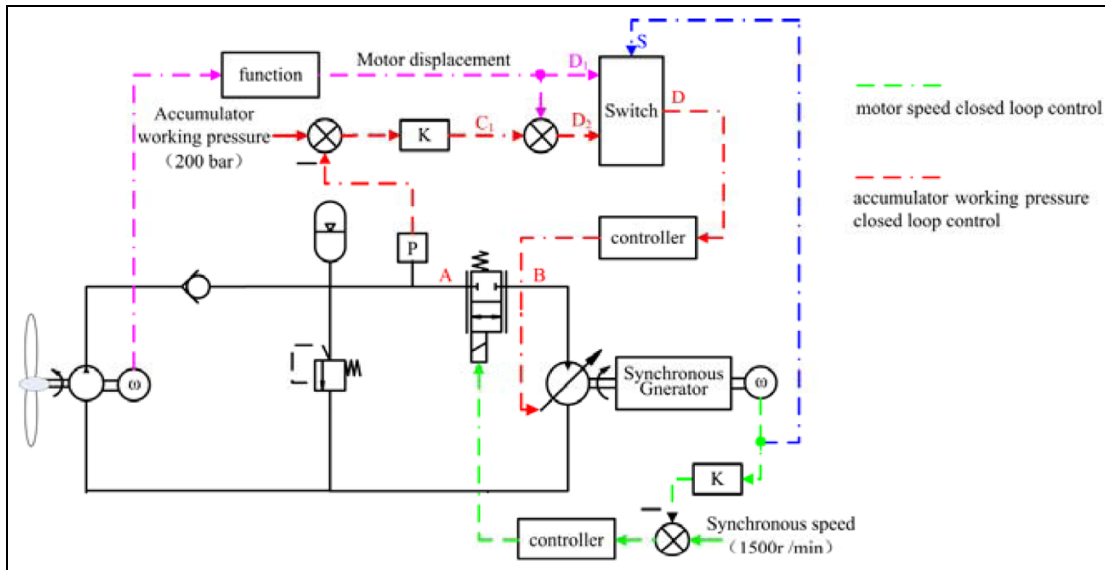 S
function
Motor displacement
D₁
Accumulator
working pressure
（200 bar）
K
C₁
D₂
Switch
D
motor speed closed loop control
accumulator working pressure
closed loop control
P
controller
A
B
ω
Synchronous
Gnerator
ω
K
Synchronous speed
（1500r /min）
controller